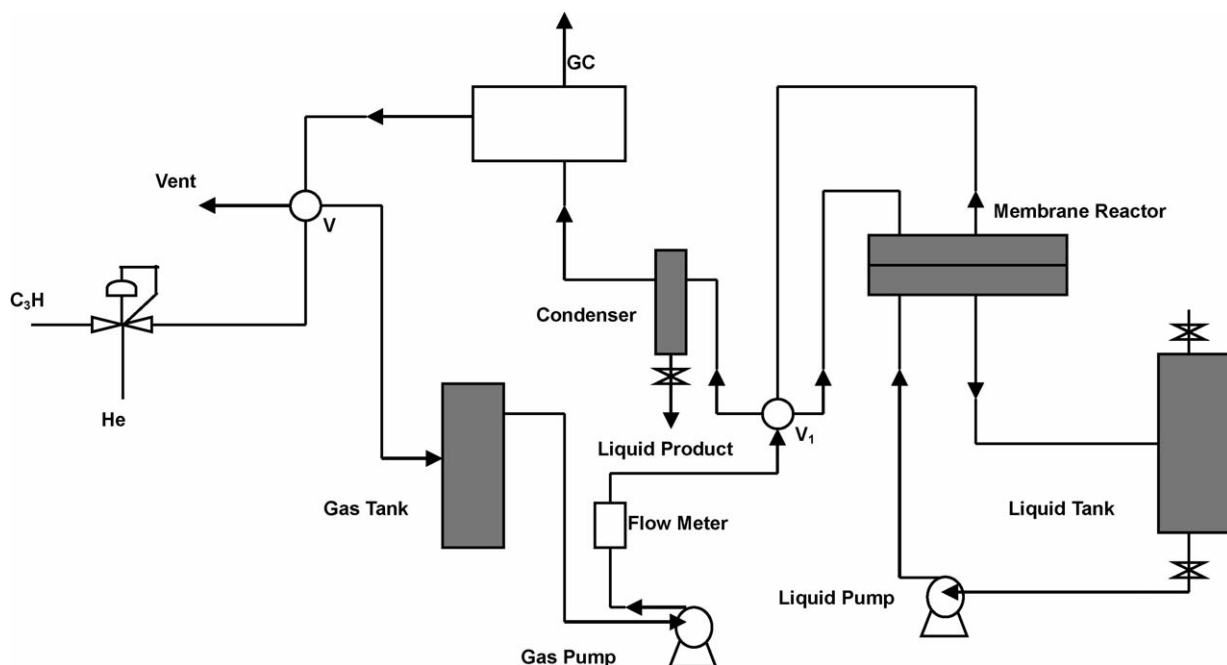 GC
Vent
V
Membrane Reactor
C₃H
Condenser
He
V₁
Liquid Product
Gas Tank
Flow Meter
Liquid Tank
Liquid Pump
Gas Pump